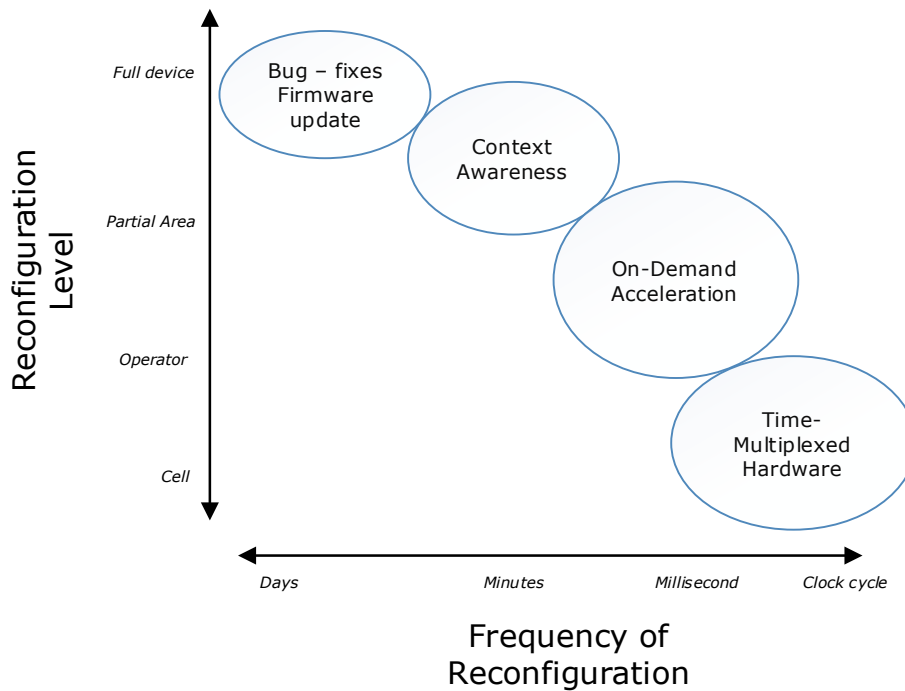 Full device
Partial Area
Operator
Cell
Reconfiguration
Level
Bug – fixes
Firmware
update
Context
Awareness
On-Demand
Acceleration
Time-
Multiplexed
Hardware
Days
Minutes
Millisecond
Clock cycle
Frequency of
Reconfiguration